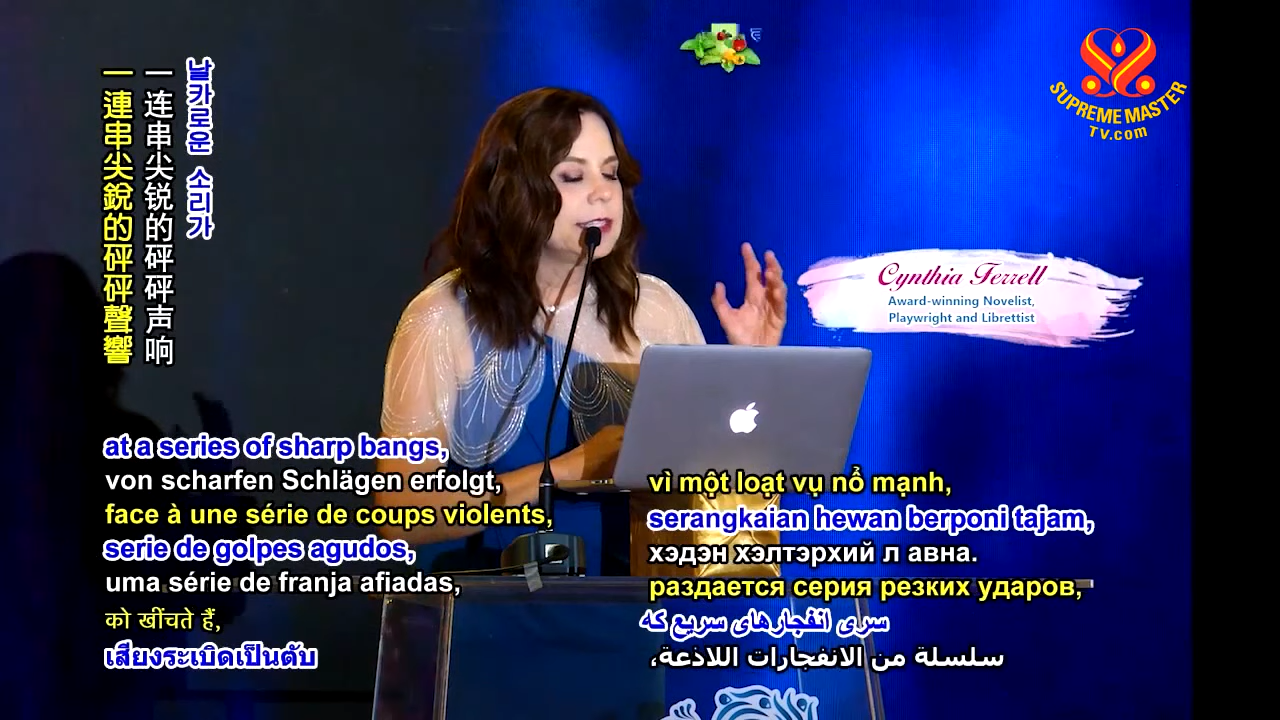 SUPREME MASTER
TV.com
날카로운 소리가
一连串尖锐的砰砰声响
一連串尖銳的砰砰聲響
Cynthia Terrell
Award-winning Novelist,
Playwright and Librettist
at a series of sharp bangs,
von scharfen Schlägen erfolgt,
face à une série de coups violents,
serie de golpes agudos,
uma série de franja afiadas,
को खींचते हैं,
เสียงระเบิดเป็นตับ
vì một loạt vụ nổ mạnh,
serangkaian hewan berponi tajam,
хэдэн хэлтэрхий л авна.
раздается серия резких ударов,
سری انفجارهای سریع که
سلسلة من الانفجارات اللاذعة،